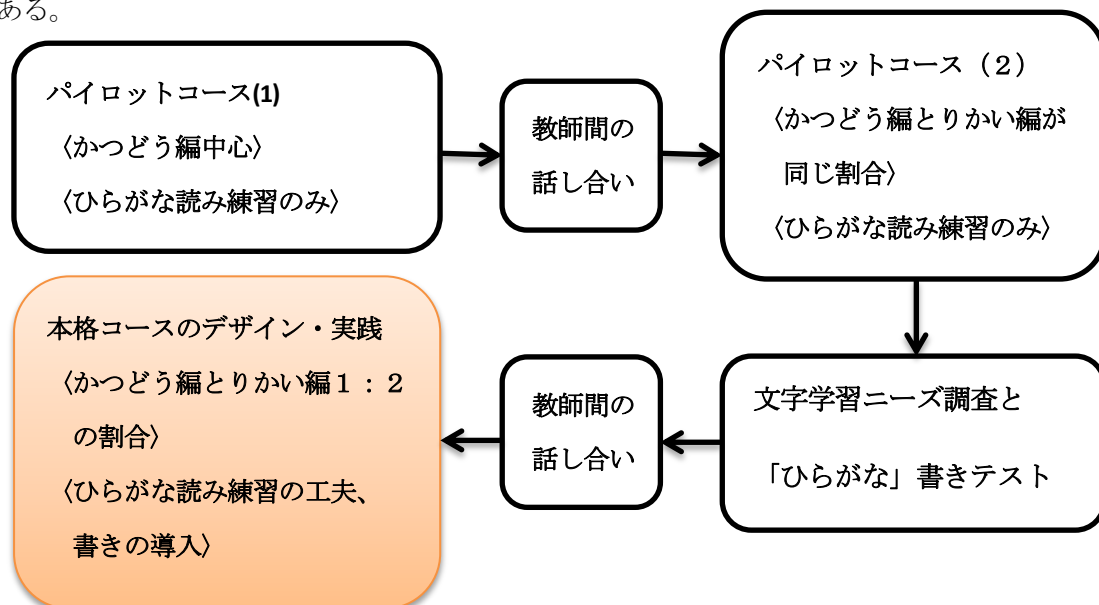 ある。
パイロットコース(1)
〈かつどう編中心〉
〈ひらがな読み練習のみ〉
教師間の
話し合い
パイロットコース（２）
〈かつどう編とりかい編が
同じ割合〉
〈ひらがな読み練習のみ〉
文字学習ニーズ調査と
「ひらがな」書きテスト
教師間の
話し合い
本格コースのデザイン・実践
〈かつどう編とりかい編１：２
の割合〉
〈ひらがな読み練習の工夫、
書きの導入〉